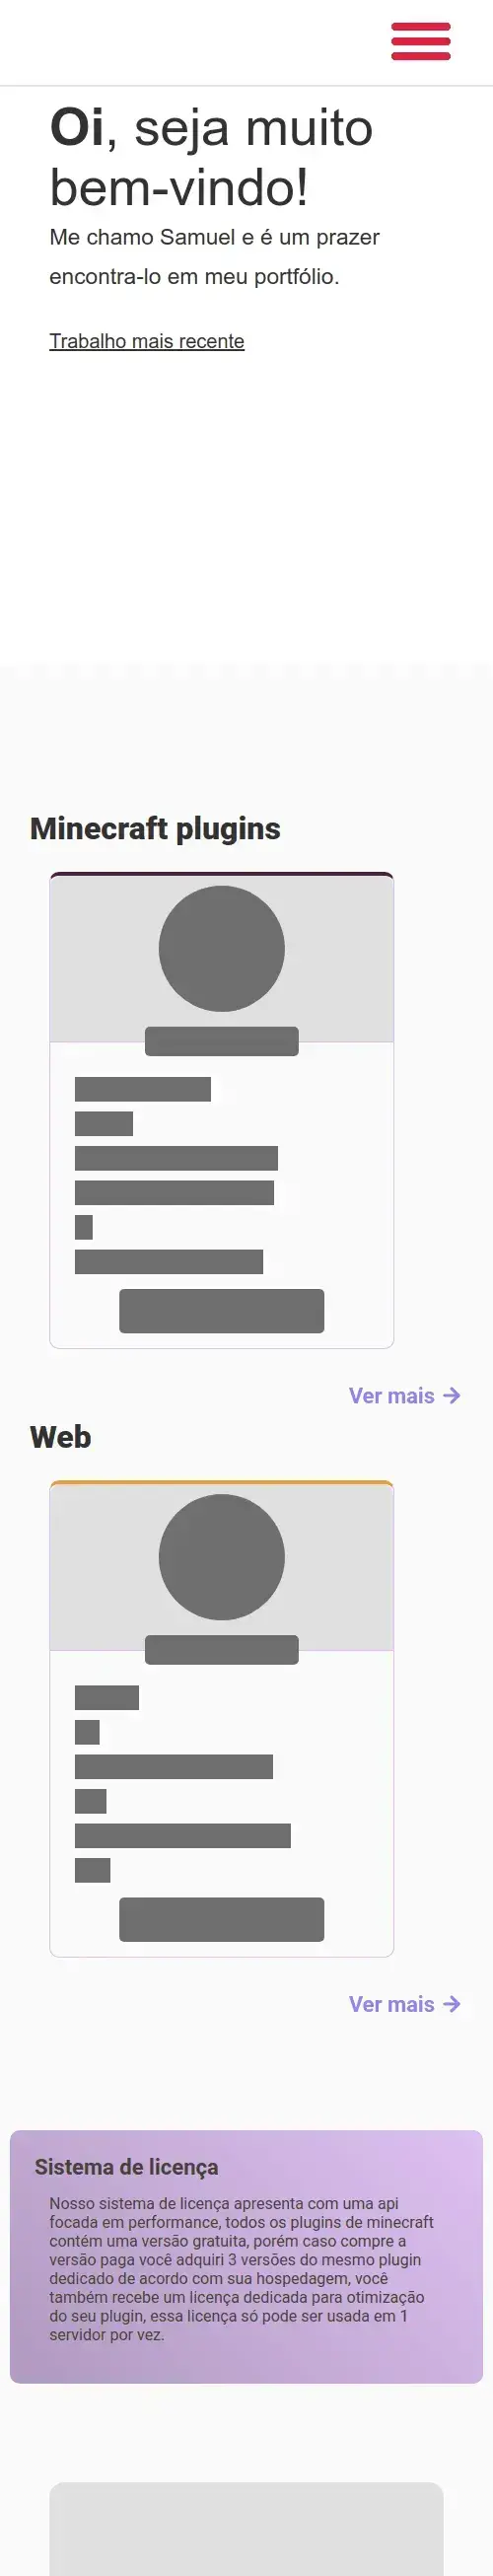 Oi, seja muito
bem-vindo!
Me chamo Samuel e é um prazer
encontra-lo em meu portfólio.
Trabalho mais recente
Minecraft plugins
Ver mais →
Web
Ver mais →
Sistema de licença
Nosso sistema de licença apresenta com uma api
focada em performance, todos os plugins de minecraft
contém uma versão gratuita, porém caso compre a
versão paga você adquiri 3 versões do mesmo plugin
dedicado de acordo com sua hospedagem, você
também recebe um licença dedicada para otimização
do seu plugin, essa licença só pode ser usada em 1
servidor por vez.